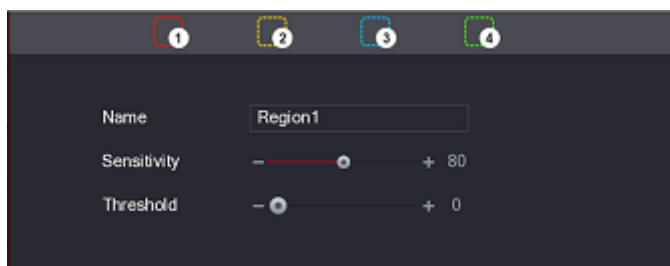 1 2 3 4
Name Region1
Sensitivity − + 80
Threshold − + 0